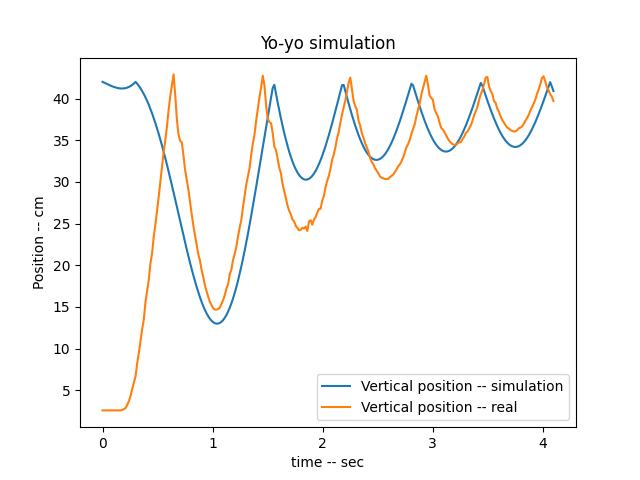 Yo-yo simulation
Position -- cm
40
35
30
25
20
15
10
5
Vertical position -- simulation
Vertical position -- real
0
1
2
3
4
time -- sec